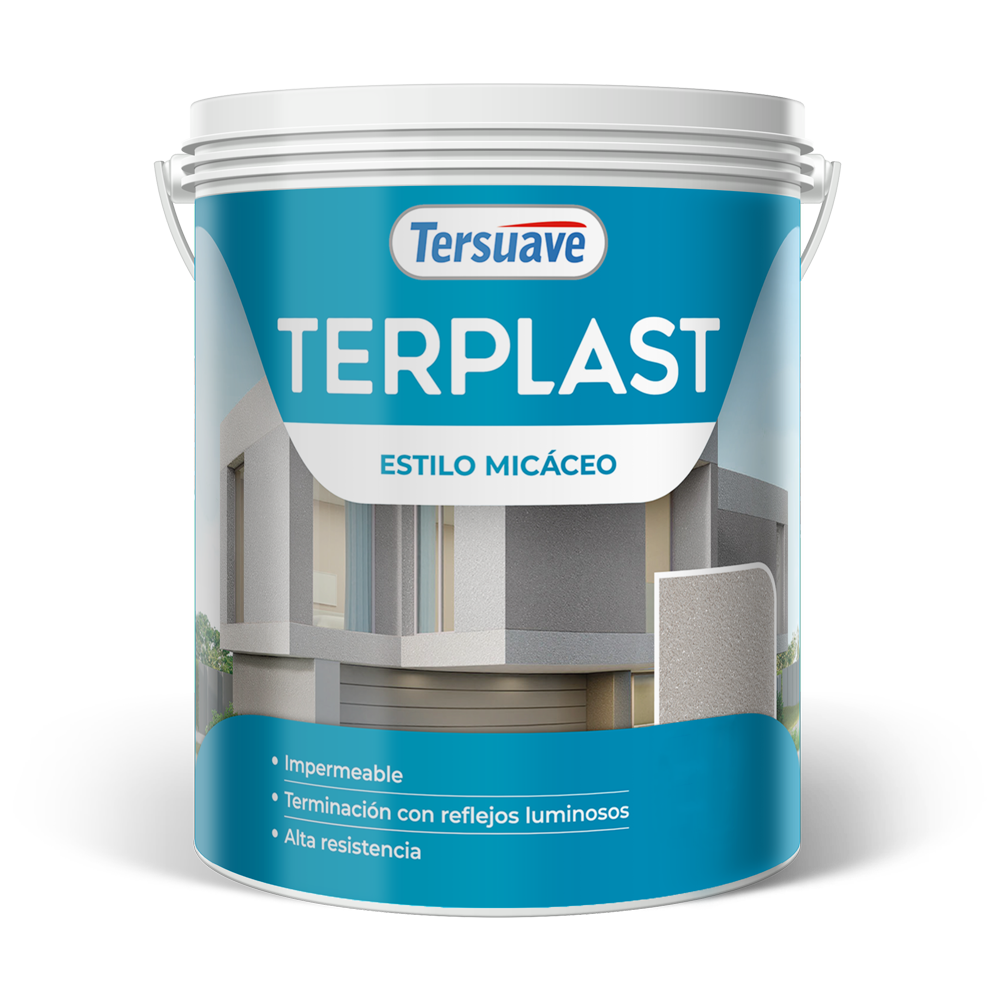 Tersuave
TERPLAST
ESTILO MICÁCEO
• Impermeable
• Terminación con reflejos luminosos
• Alta resistencia